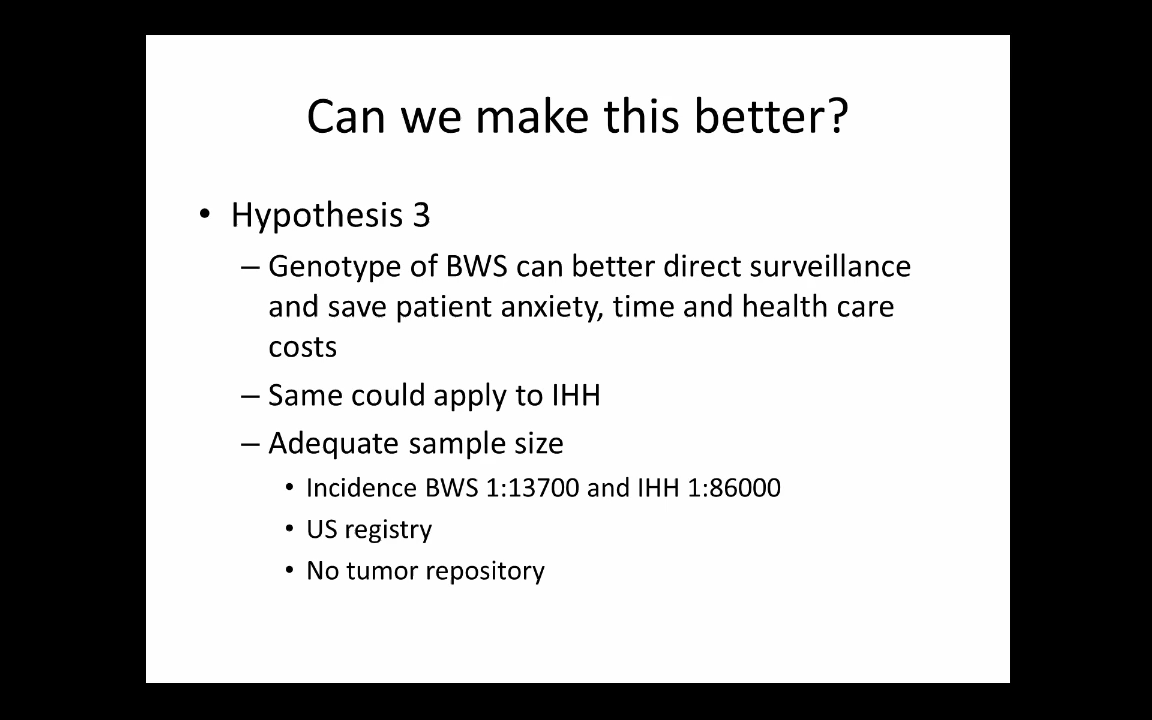 Can we make this better?
• Hypothesis 3
– Genotype of BWS can better direct surveillance
and save patient anxiety, time and health care
costs
– Same could apply to IHH
– Adequate sample size
• Incidence BWS 1:13700 and IHH 1:86000
• US registry
• No tumor repository